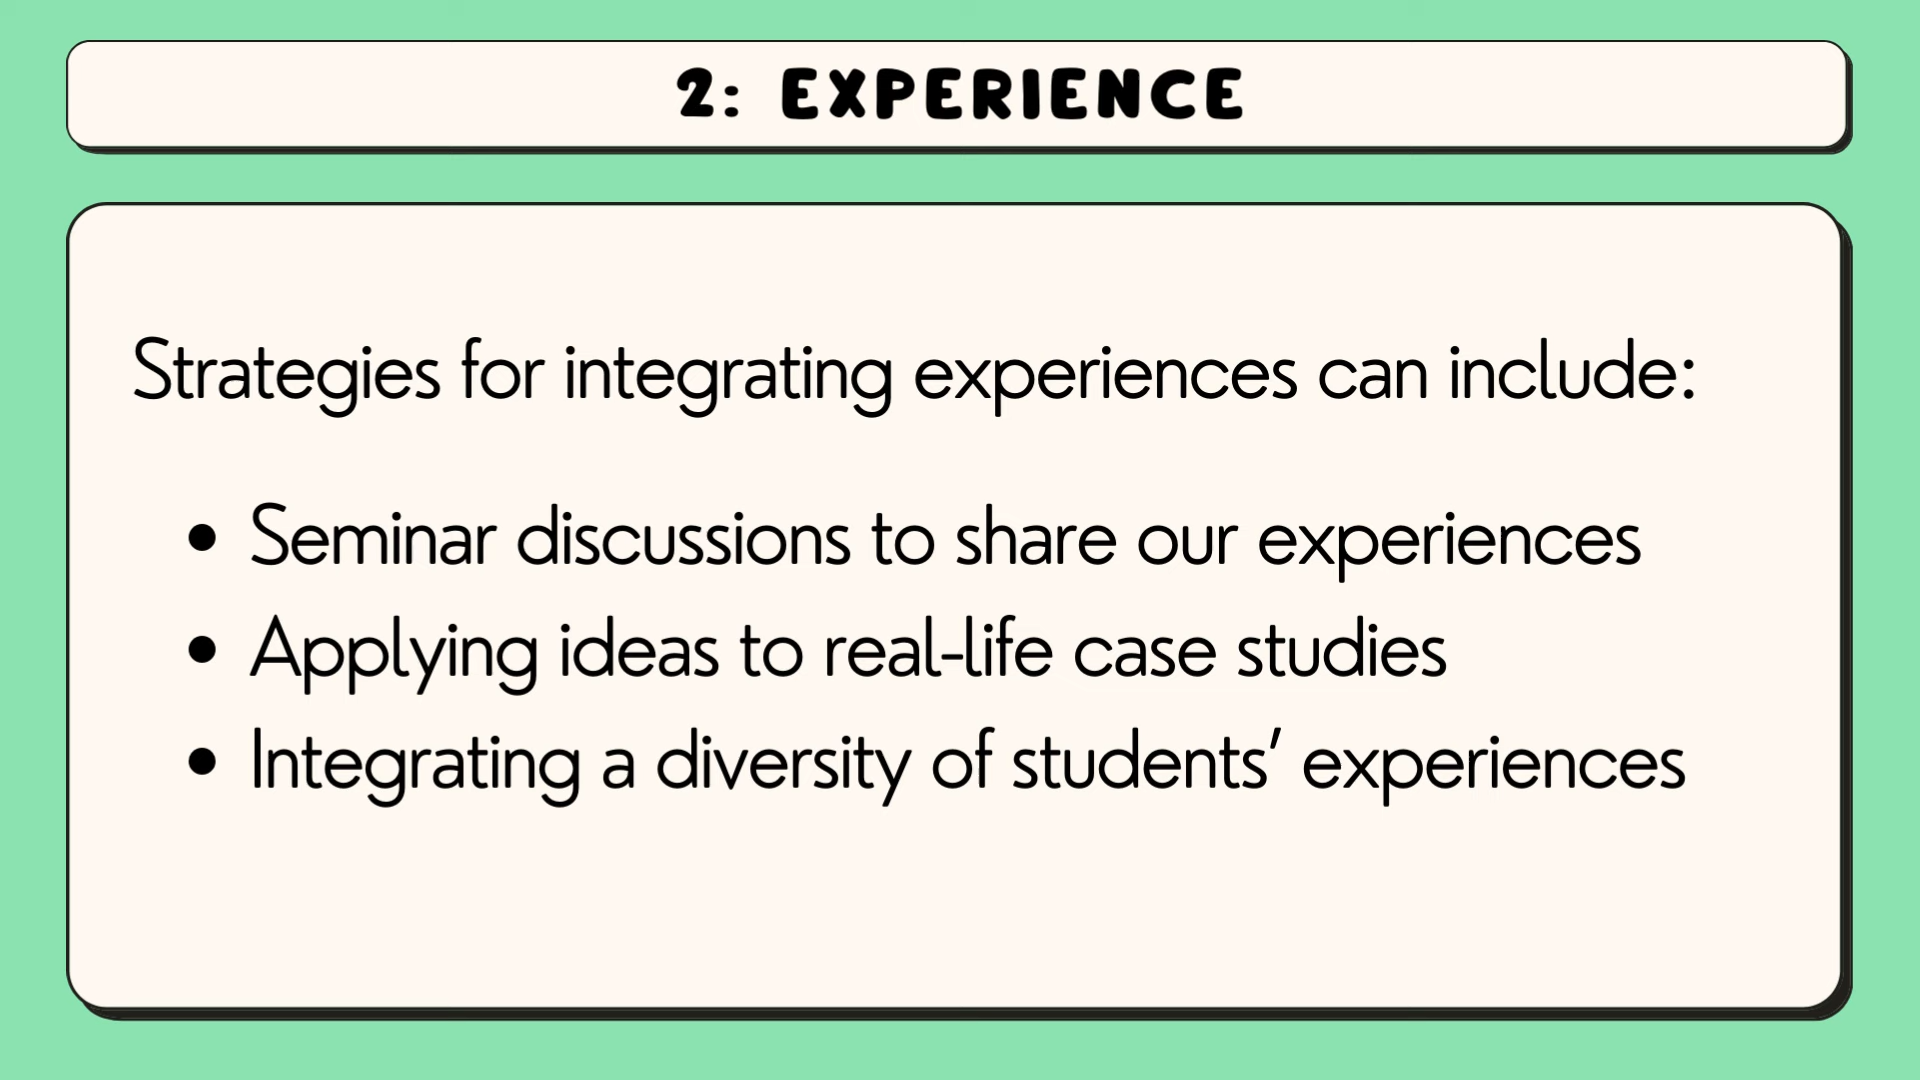 2: EXPERIENCE
Strategies for integrating experiences can include:
• Seminar discussions to share our experiences
• Applying ideas to real-life case studies
• Integrating a diversity of students’ experiences